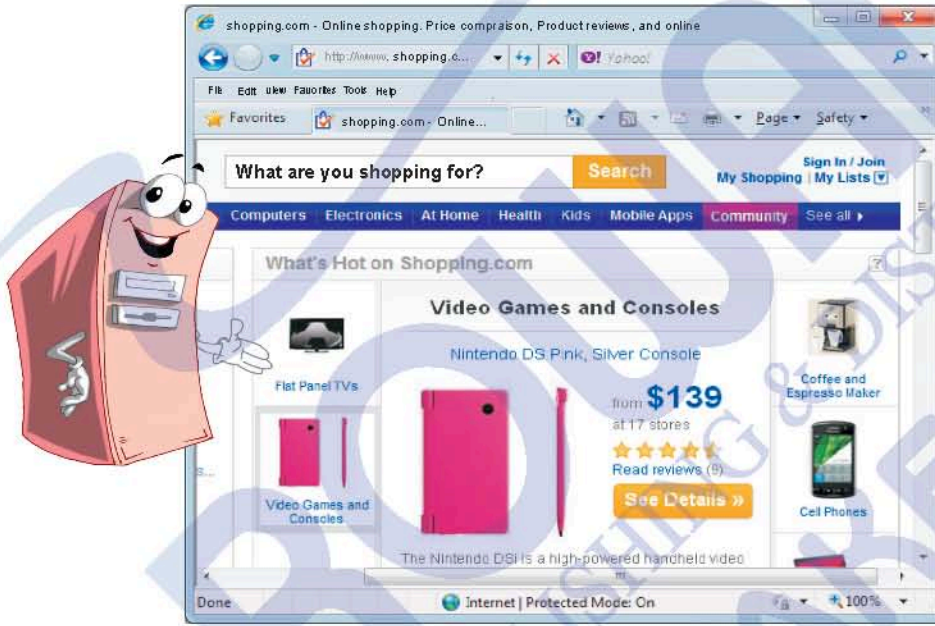 shopping.com - Online shopping. Price compraison, Product reviews, and online
http://www. shopping.c...
Yahoo!
File Edit View Favorites Tools Help
Favorites
shopping.com - Online...
Page
Safety
What are you shopping for?
Search
Sign In / Join
My Shopping | My Lists
Computers Electronics At Home Health Kids Mobile Apps Community See all
What's Hot on Shopping.com
?
Flat Panel TVs
Video Games and
Consoles
Video Games and Consoles
Nintendo DS Pink, Silver Console
from $139
at 17 stores
Read reviews (9)
See Details »
The Nintendo DSi is a high-powered handheld video
Coffee and
Espresso Maker
Cell Phones
Done
Internet | Protected Mode: On
100%